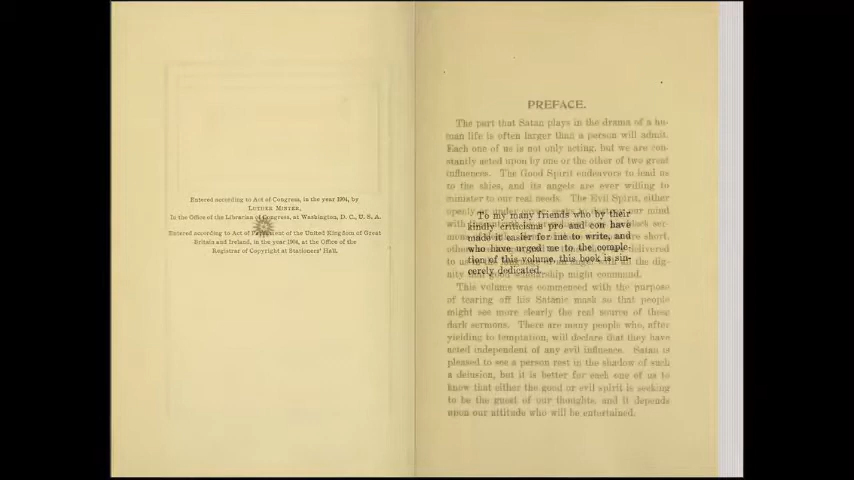 Entered according to Act of Congress, in the year 1904, by
LUTHER MINTER,
In the Office of the Librarian of Congress, at Washington, D. C., U. S. A.
Entered according to Act of Parliament of the United Kingdom of Great
Britain and Ireland, in the year 1904, at the Office of the
Registrar of Copyright at Stationers' Hall.
PREFACE.
The part that Satan plays in the drama of a hu-
man life is often larger than a person will admit.
Each one of us is not only acting, but we are con-
stantly acted upon by one or the other of two great
influences. The Good Spirit endeavors to lead us
to the skies, and its angels are ever willing to
minister to our real needs. The Evil Spirit, either
To my many friends who by their
kindly criticisms pro and con have
made it easier for me to write, and
who have urged me to the comple-
tion of this volume, this book is sin-
cerely dedicated.
This volume was commenced with the purpose
of tearing off his Satanic mask so that people
might see more clearly the real source of these
dark sermons. There are many people who, after
yielding to temptation, will declare that they have
acted independent of any evil influence. Satan is
pleased to see a person rest in the shadow of such
a delusion, but it is better for each one of us to
know that either the good or evil spirit is seeking
to be the guest of our thoughts, and it depends
upon our attitude who will be entertained.